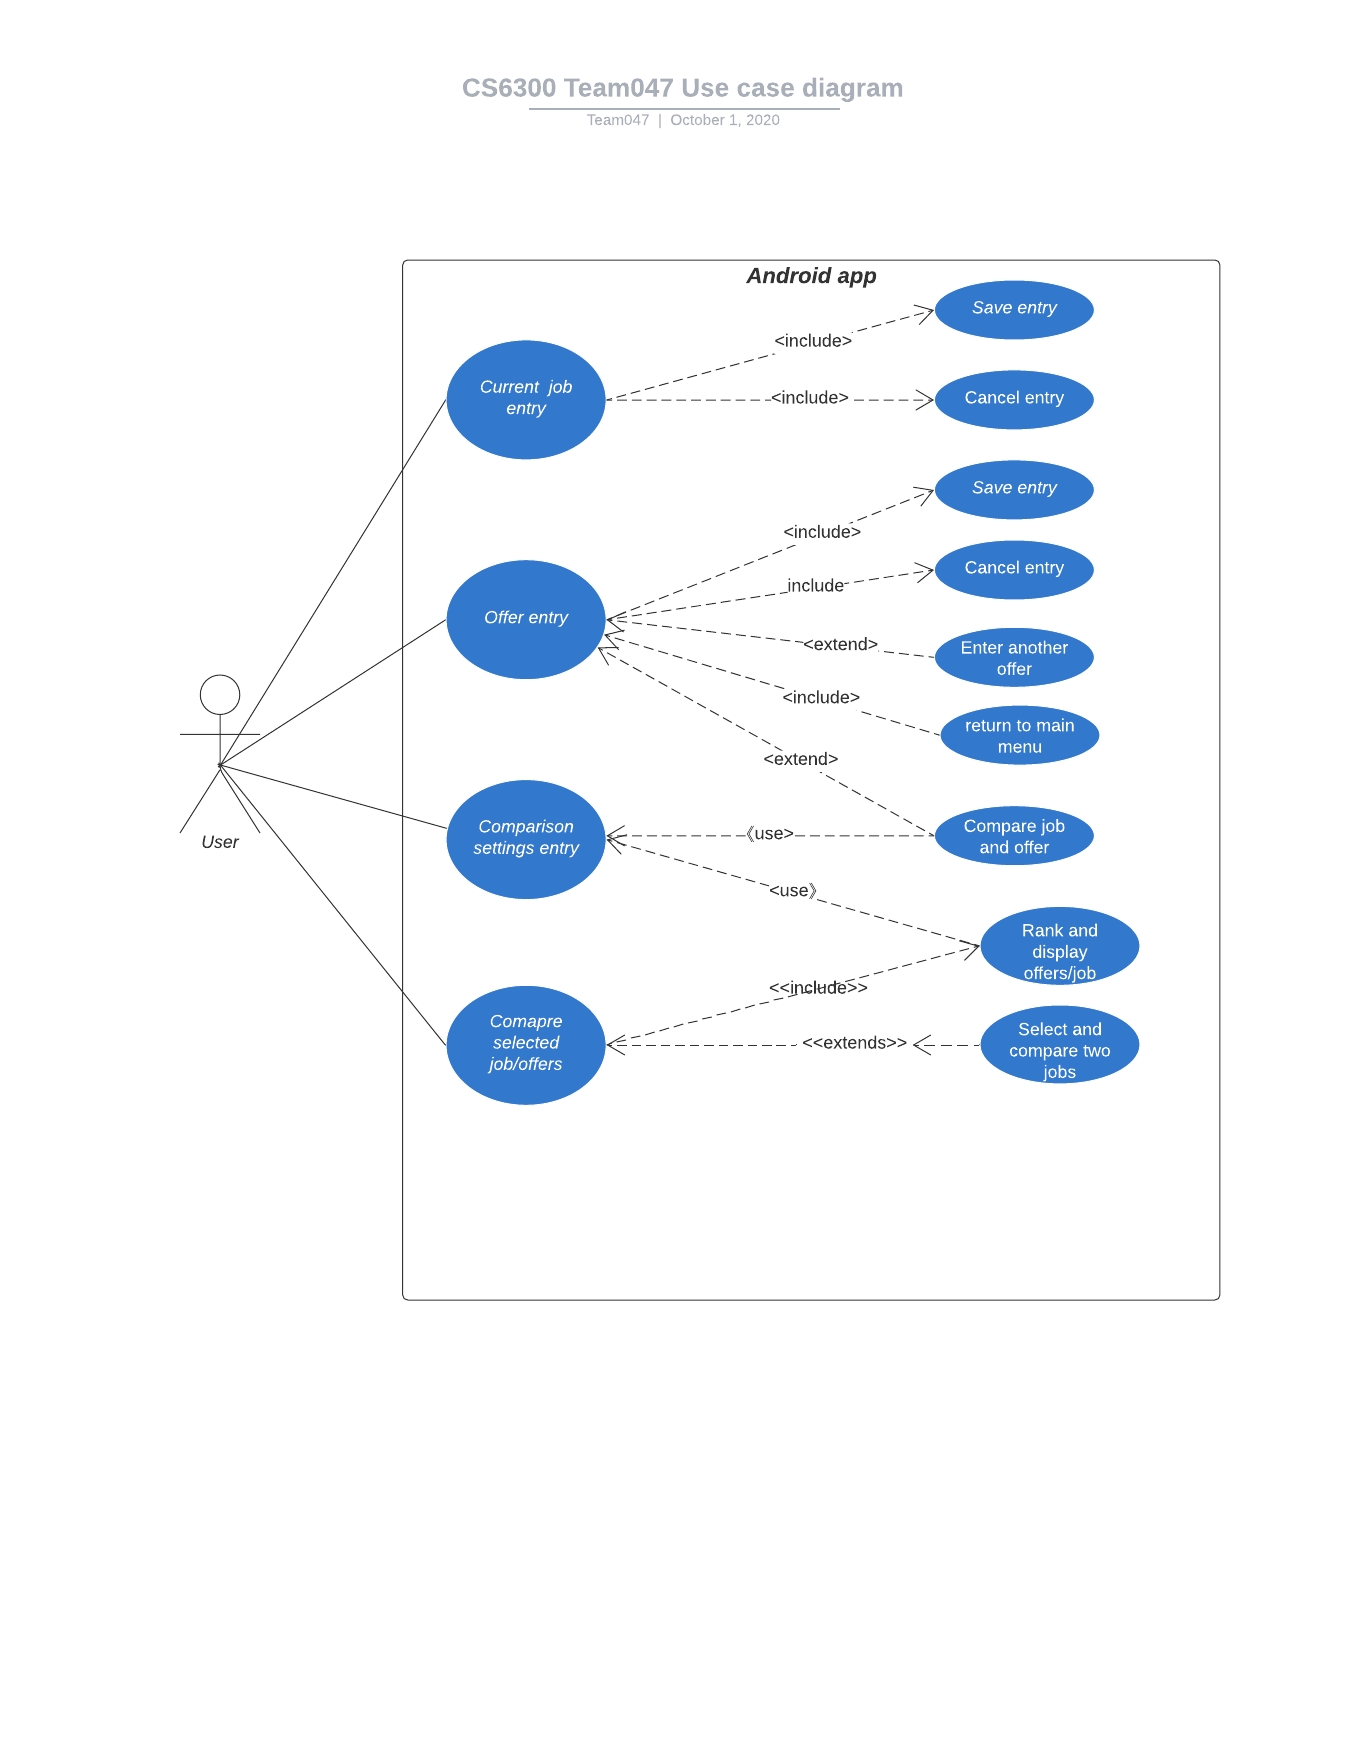 CS6300 Team047 Use case diagram
Team047 | October 1, 2020
Android app
Save entry
<include>
Current job
entry
<include>
Cancel entry
Save entry
<include>
Cancel entry
include
Offer entry
<extend>
Enter another
offer
<include>
return to main
menu
<extend>
User
Comparison
settings entry
《use>
Compare job
and offer
<use》
Rank and
display
offers/job
<<include>>
Comapre
selected
job/offers
<<extends>>
Select and
compare two
jobs